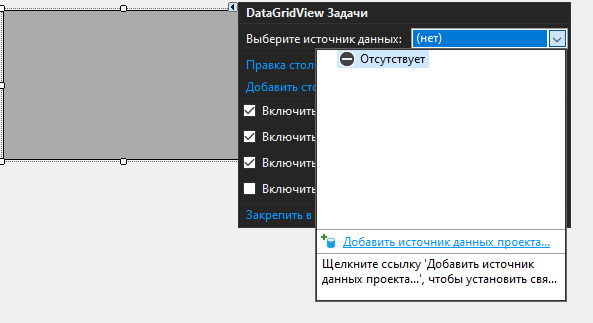 DataGridView Задачи
Выберите источник данных: (нет)
Отсутствует
Правка стол
Добавить сто
Включить
Включить
Включить
Включить
Закрепить в
Добавить источник данных проекта...
Щелкните ссылку 'Добавить источник
данных проекта...', чтобы установить свя...